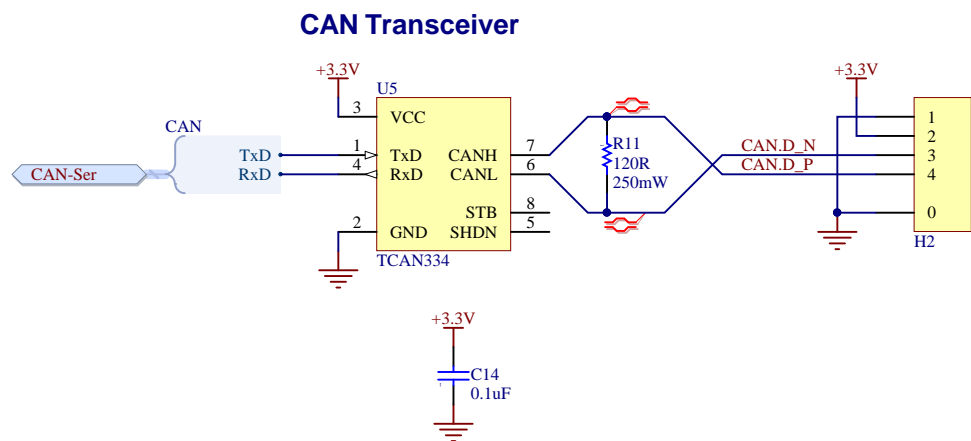 CAN Transceiver
+3.3V
U5
3
VCC
CAN
TxD
1
TxD
RxD
4
RxD
CAN-Ser
2
GND
TCAN334
CANH
7
CANL
6
STB
8
SHDN
5
R11
120R
250mW
+3.3V
CAN.D_N
CAN.D_P
1
2
3
4
0
H2
+3.3V
C14
0.1uF